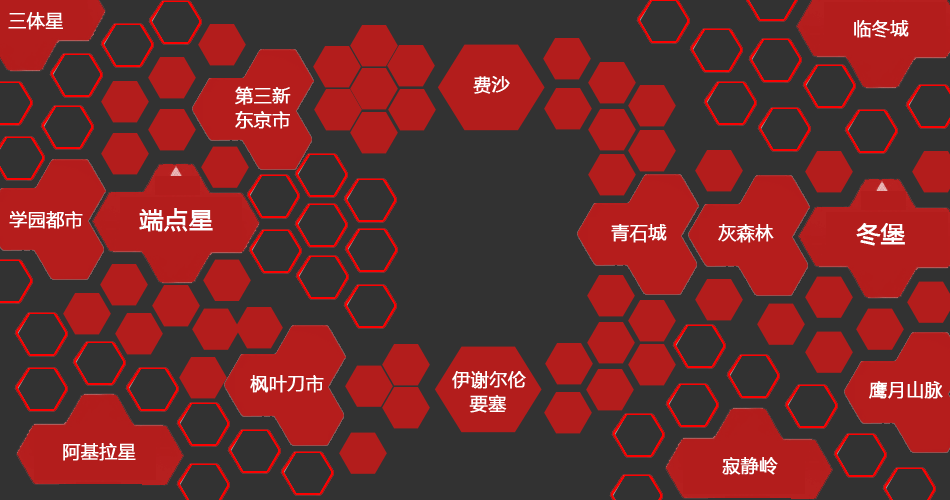 三体星
临冬城
费沙
第三新
东京市
学园都市
端点星
青石城
灰森林
冬堡
枫叶刀市
伊谢尔伦
要塞
鹰月山脉
阿基拉星
寂静岭